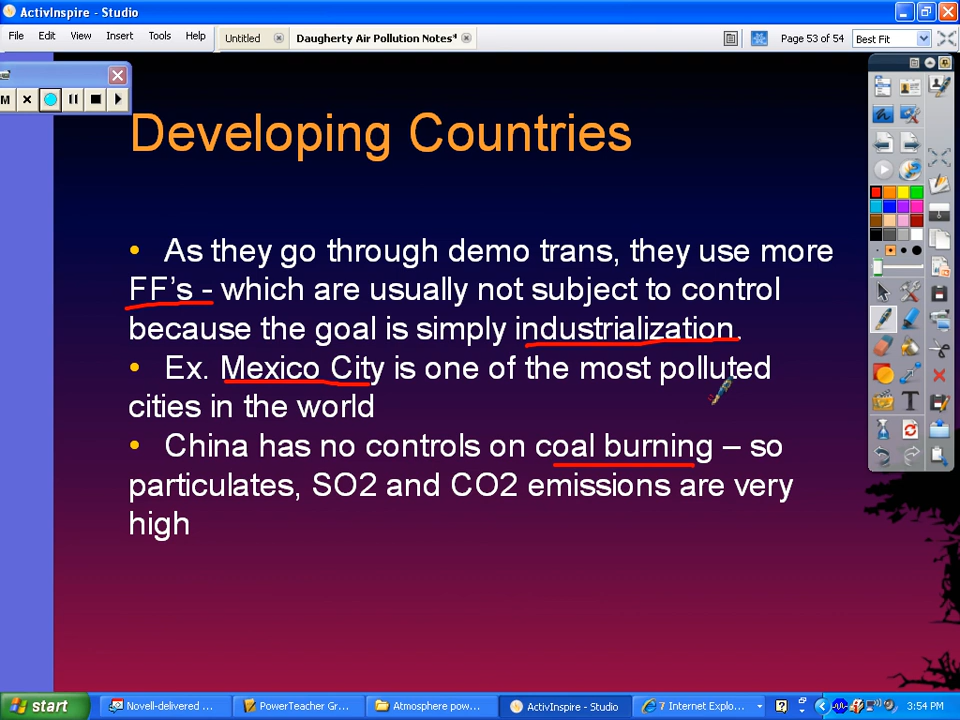 ActivInspire - Studio
File Edit View Insert Tools Help
Untitled
Daugherty Air Pollution Notes*
Page 53 of 54
Best Fit
M
Developing Countries
• As they go through demo trans, they use more
FF's - which are usually not subject to control
because the goal is simply industrialization.
• Ex. Mexico City is one of the most polluted
cities in the world
• China has no controls on coal burning – so
particulates, SO2 and CO2 emissions are very
high
T
start
Novell-delivered ...
PowerTeacher Gr...
Atmosphere pow...
ActivInspire - Studio
7 Internet Explo...
3:54 PM